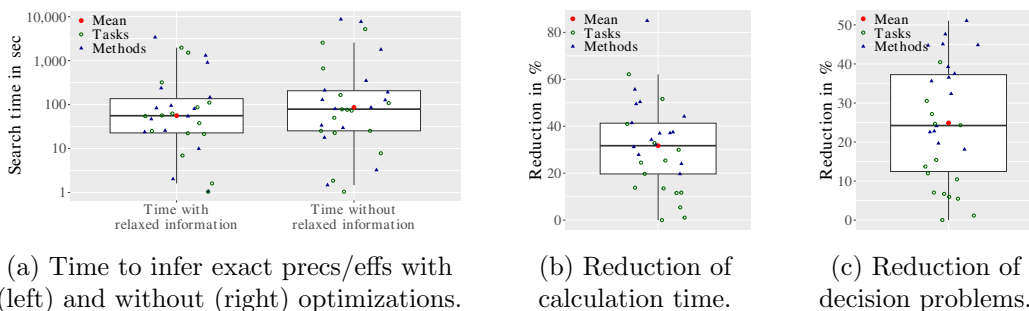 Search time in sec
10,000
1,000
100
10
1
Mean
Tasks
Methods
Time with
relaxed information
Time without
relaxed information
(a) Time to infer exact precs/effs with
(left) and without (right) optimizations.
Reduction in %
80
60
40
20
0
Mean
Tasks
Methods
(b) Reduction of
calculation time.
Reduction in %
50
40
30
20
10
0
Mean
Tasks
Methods
(c) Reduction of
decision problems.